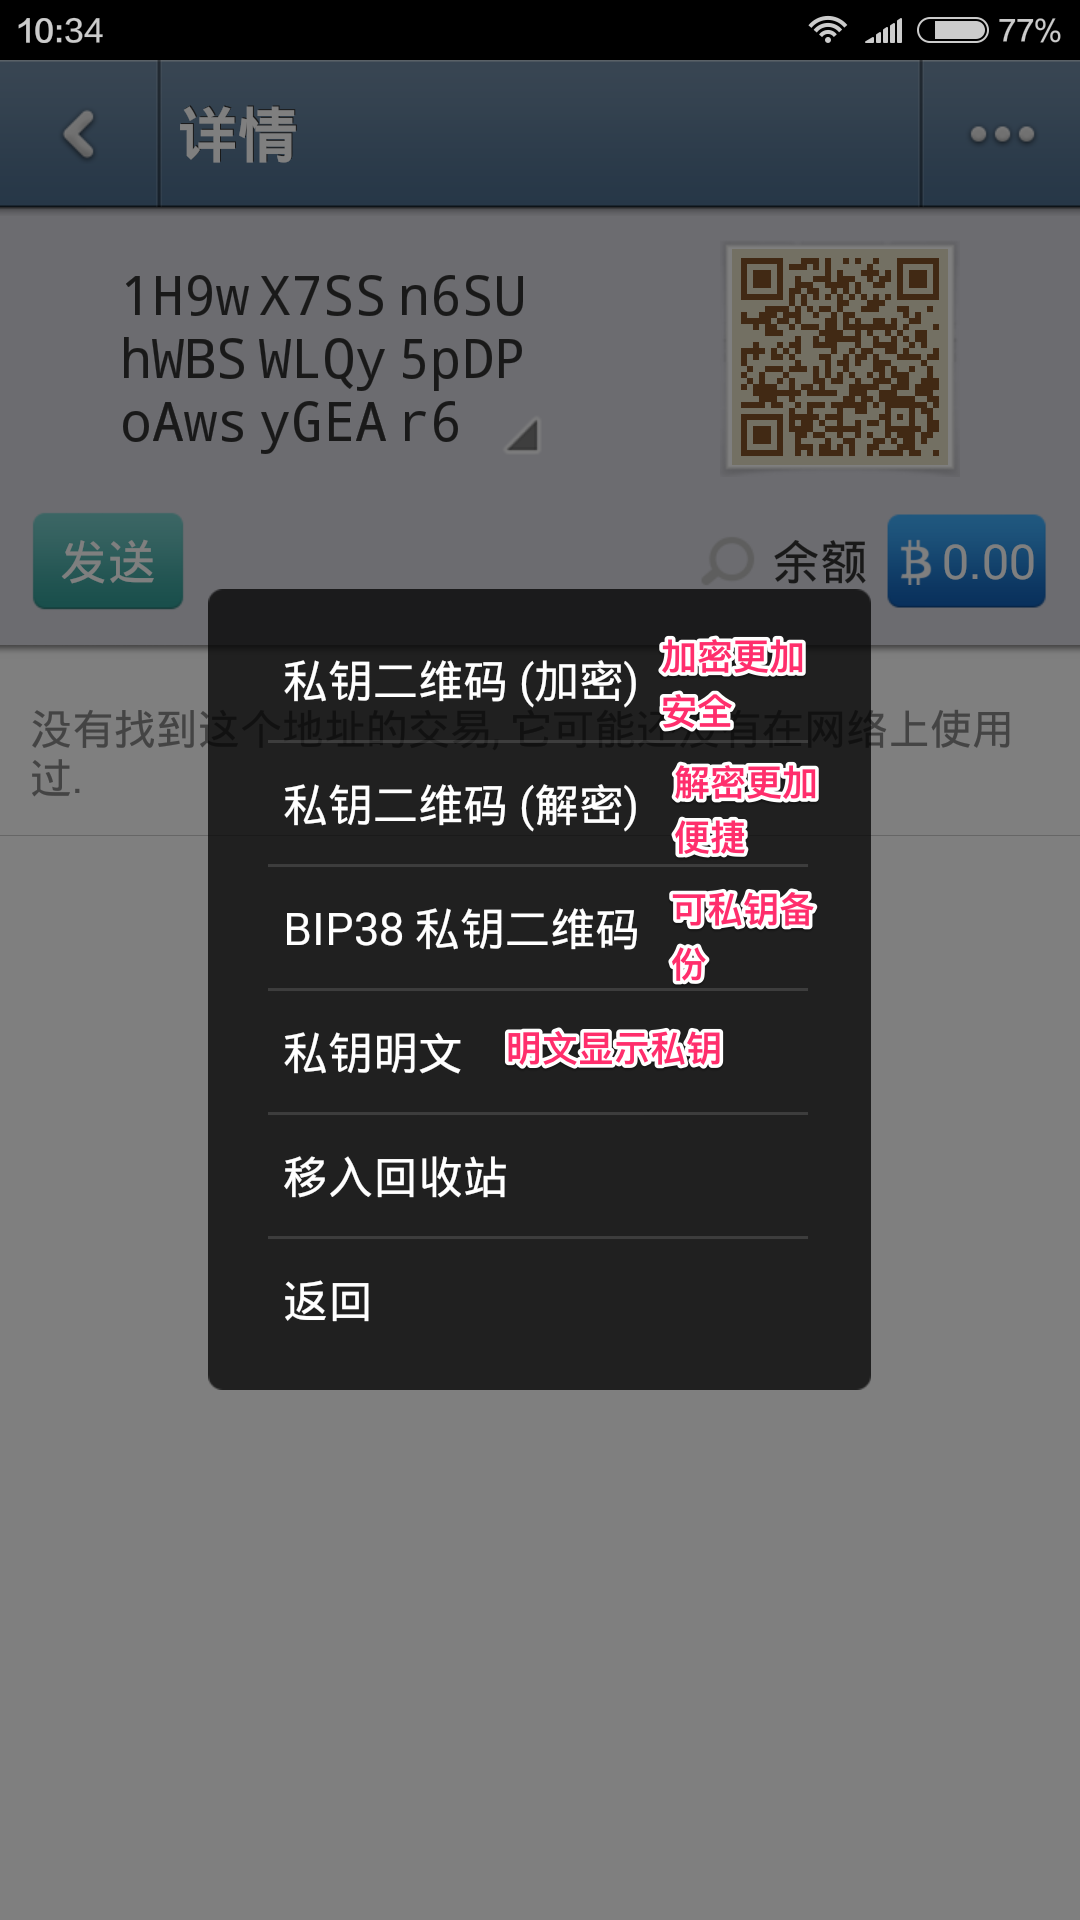 10:34
77%
详情
1H9w X7SS n6SU
hWBS WLQy 5pDP
oAws yGEA r6
发送
余额
0.00
没有找到这个地址的交易, 它可能还没有在网络上使用
过.
私钥二维码 (加密)
加密更加
安全
私钥二维码 (解密)
解密更加
便捷
BIP38 私钥二维码
可私钥备
份
私钥明文
明文显示私钥
移入回收站
返回